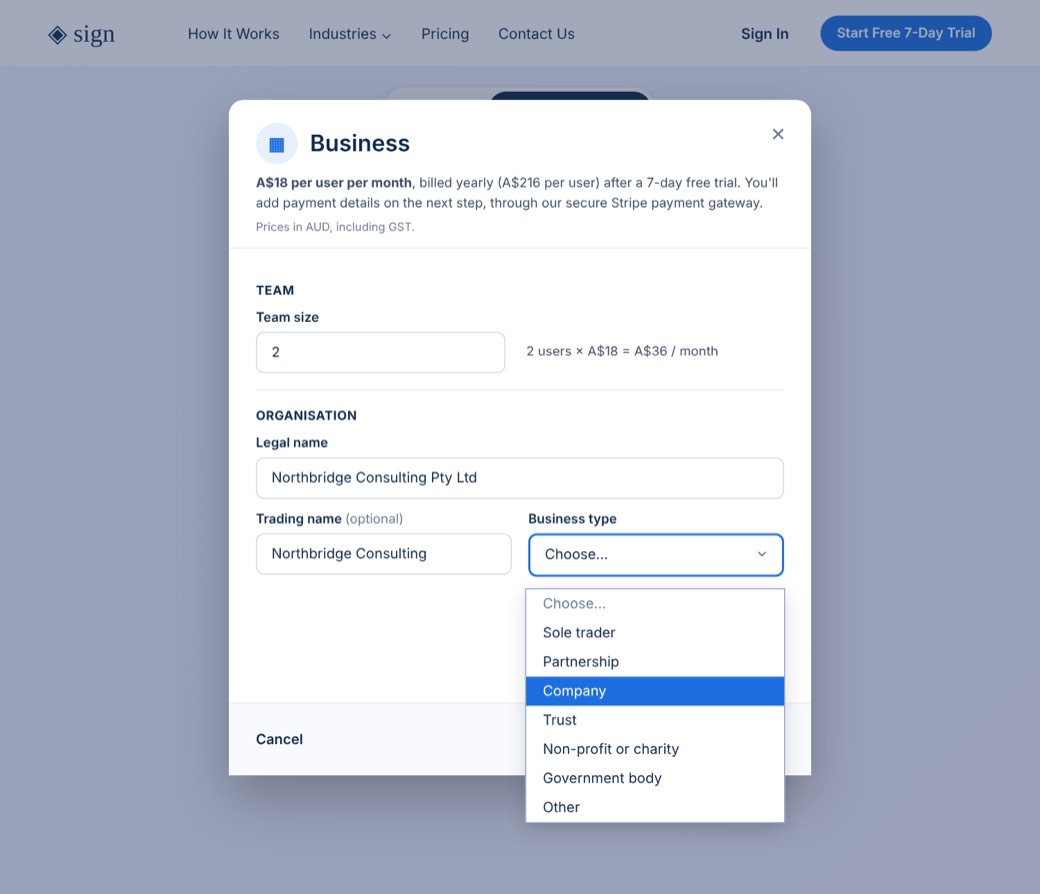 sign
How It Works Industries Pricing Contact Us Sign In Start Free 7-Day Trial
Business
A$18 per user per month, billed yearly (A$216 per user) after a 7-day free trial. You'll
add payment details on the next step, through our secure Stripe payment gateway.
Prices in AUD, including GST.
TEAM
Team size
2
2 users × A$18 = A$36 / month
ORGANISATION
Legal name
Northbridge Consulting Pty Ltd
Trading name (optional)
Northbridge Consulting
Business type
Choose...
Choose...
Sole trader
Partnership
Company
Trust
Non-profit or charity
Government body
Other
Cancel